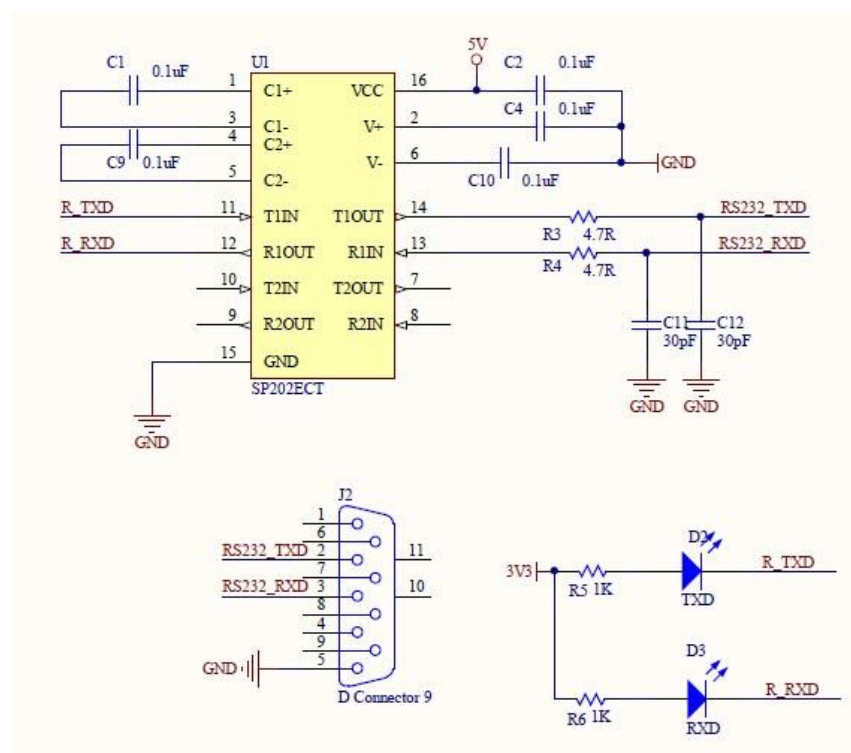 U1
5V
C1 0.1uF
C2 0.1uF
1 C1+ VCC 16
C4 0.1uF
3 C1- V+ 2
4 C2+
C9 0.1uF
5 C2- V- 6
GND
C10 0.1uF
R_TXD 11 T1IN T1OUT 14 RS232_TXD
R3 4.7R
R_RXD 12 R1OUT R1IN 13 RS232_RXD
R4 4.7R
10 T2IN T2OUT 7
9 R2OUT R2IN 8
C11 30pF
C12 30pF
15 GND
SP202ECT
GND
GND
GND
J2
1
6
RS232_TXD 2 11
7
RS232_RXD 3 10
8
4
9
GND 5
D Connector 9
D2
3V3 R5 1K TXD R_TXD
D3
R6 1K RXD R_RXD